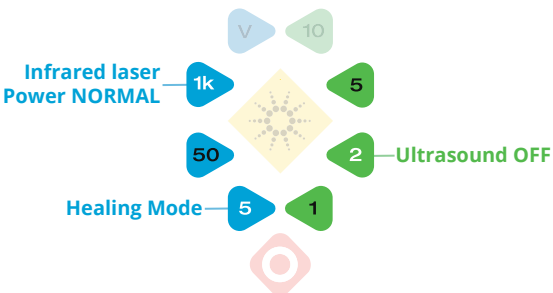 V 10
Infrared laser
Power NORMAL
1k 5
50 2 Ultrasound OFF
Healing Mode 5 1